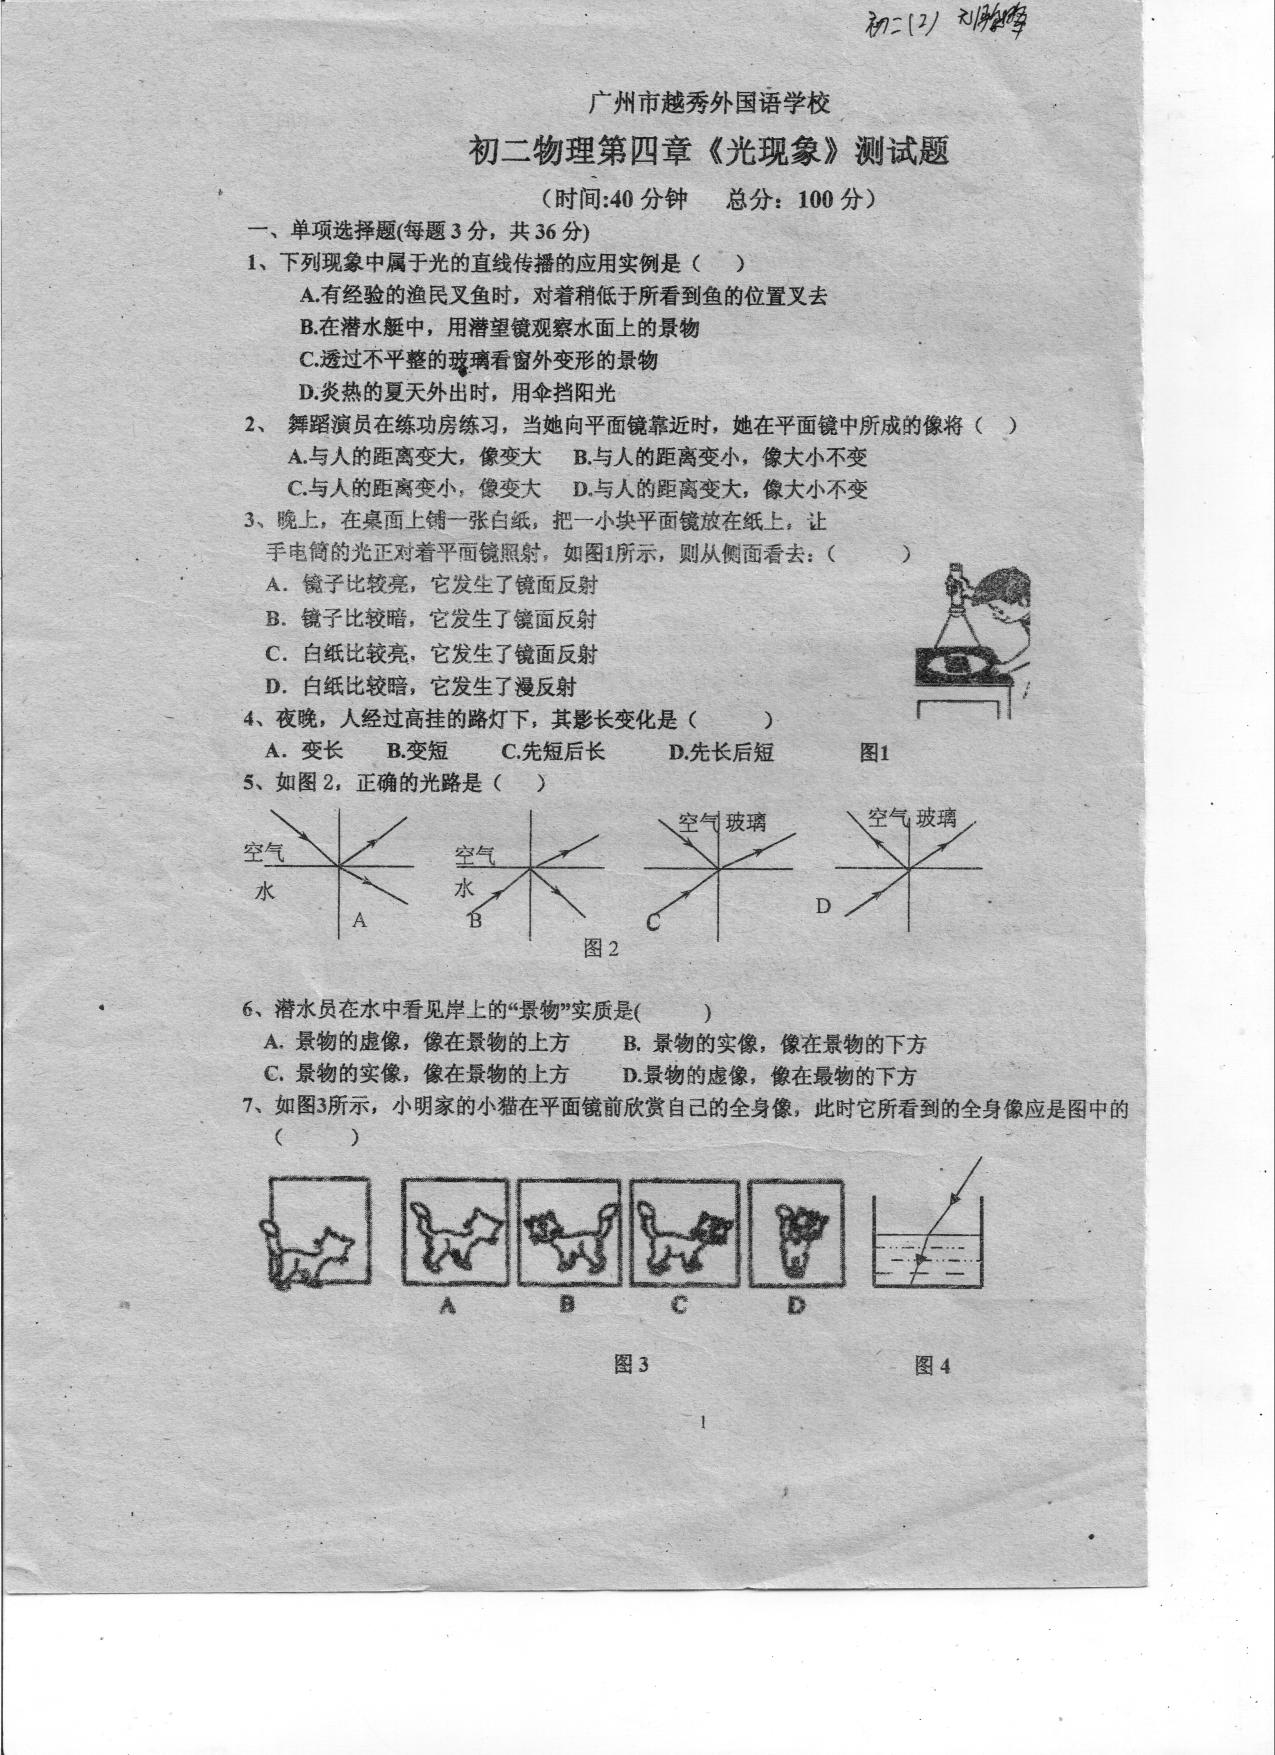 初二(2)
广州市越秀外国语学校
初二物理第四章《光现象》测试题
（时间:40 分钟 总分：100 分）
一、单项选择题(每题 3 分，共 36 分)
1、下列现象中属于光的直线传播的应用实例是（ ）
A.有经验的渔民叉鱼时，对着稍低于所看到鱼的位置叉去
B.在潜水艇中，用潜望镜观察水面上的景物
C.透过不平整的玻璃看窗外变形的景物
D.炎热的夏天外出时，用伞挡阳光
2、 舞蹈演员在练功房练习，当她向平面镜靠近时，她在平面镜中所成的像将（ ）
A.与人的距离变大，像变大 B.与人的距离变小，像大小不变
C.与人的距离变小，像变大 D.与人的距离变大，像大小不变
3、晚上，在桌面上铺一张白纸，把一小块平面镜放在纸上，让
手电筒的光正对着平面镜照射，如图1所示，则从侧面看去：（ ）
A．镜子比较亮，它发生了镜面反射
B．镜子比较暗，它发生了镜面反射
C．白纸比较亮，它发生了镜面反射
D．白纸比较暗，它发生了漫反射
4、夜晚，人经过高挂的路灯下，其影长变化是（ ）
A．变长 B.变短 C.先短后长 D.先长后短 图1
5、如图 2，正确的光路是（ ）
空气 水 A
空气 水 B
空气 玻璃 C
空气 玻璃 D
图 2
6、潜水员在水中看见岸上的“景物”实质是( )
A. 景物的虚像，像在景物的上方 B. 景物的实像，像在景物的下方
C. 景物的实像，像在景物的上方 D.景物的虚像，像在最物的下方
7、如图3所示，小明家的小猫在平面镜前欣赏自己的全身像，此时它所看到的全身像应是图中的
（ ）
A B C D
图 3 图 4
1